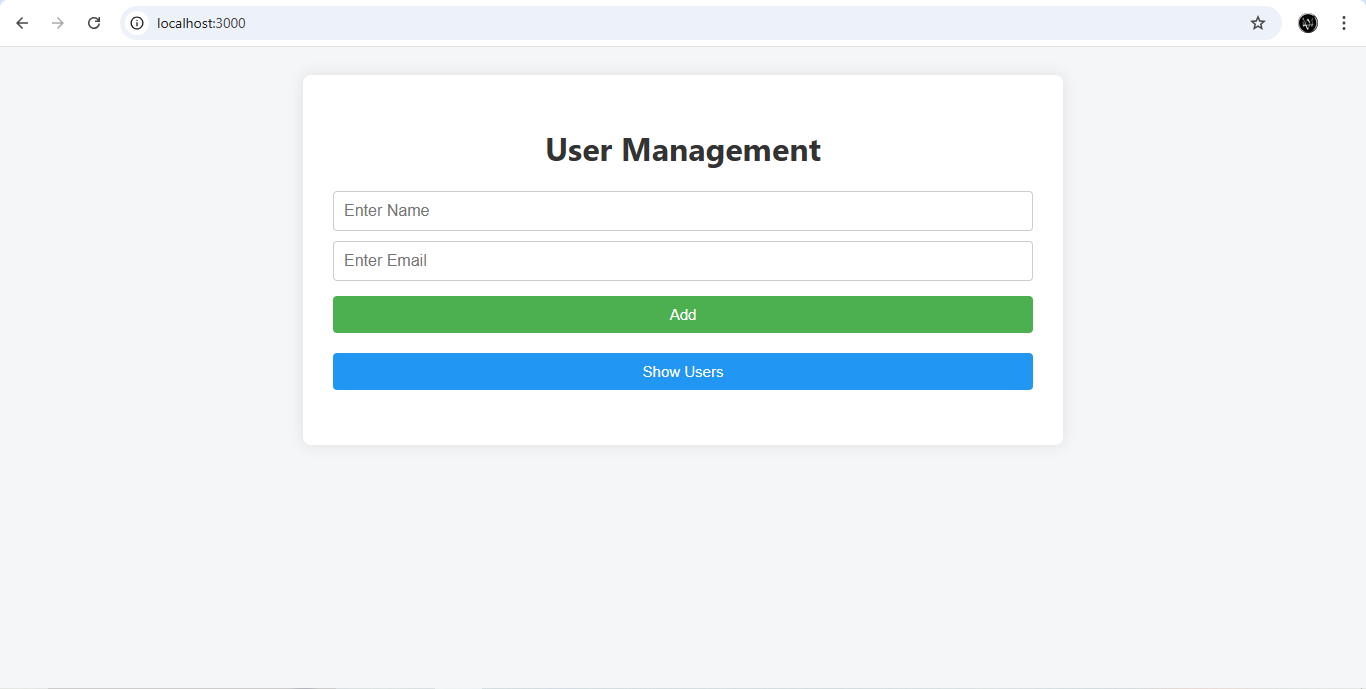 localhost:3000
User Management
Enter Name
Enter Email
Add
Show Users